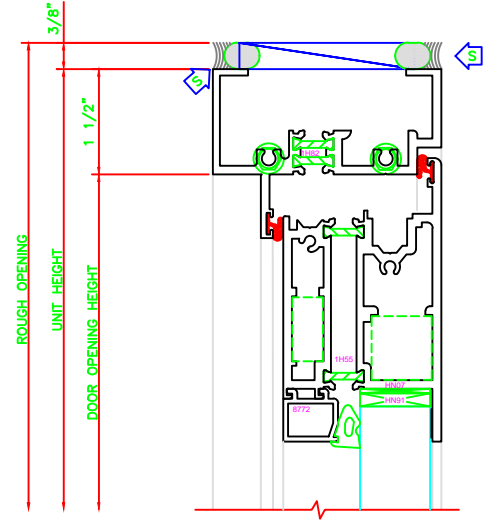 3/8"
S
S
1 1/2"
1H82
ROUGH OPENING
UNIT HEIGHT
DOOR OPENING HEIGHT
1H55
HN07
HN91
8772